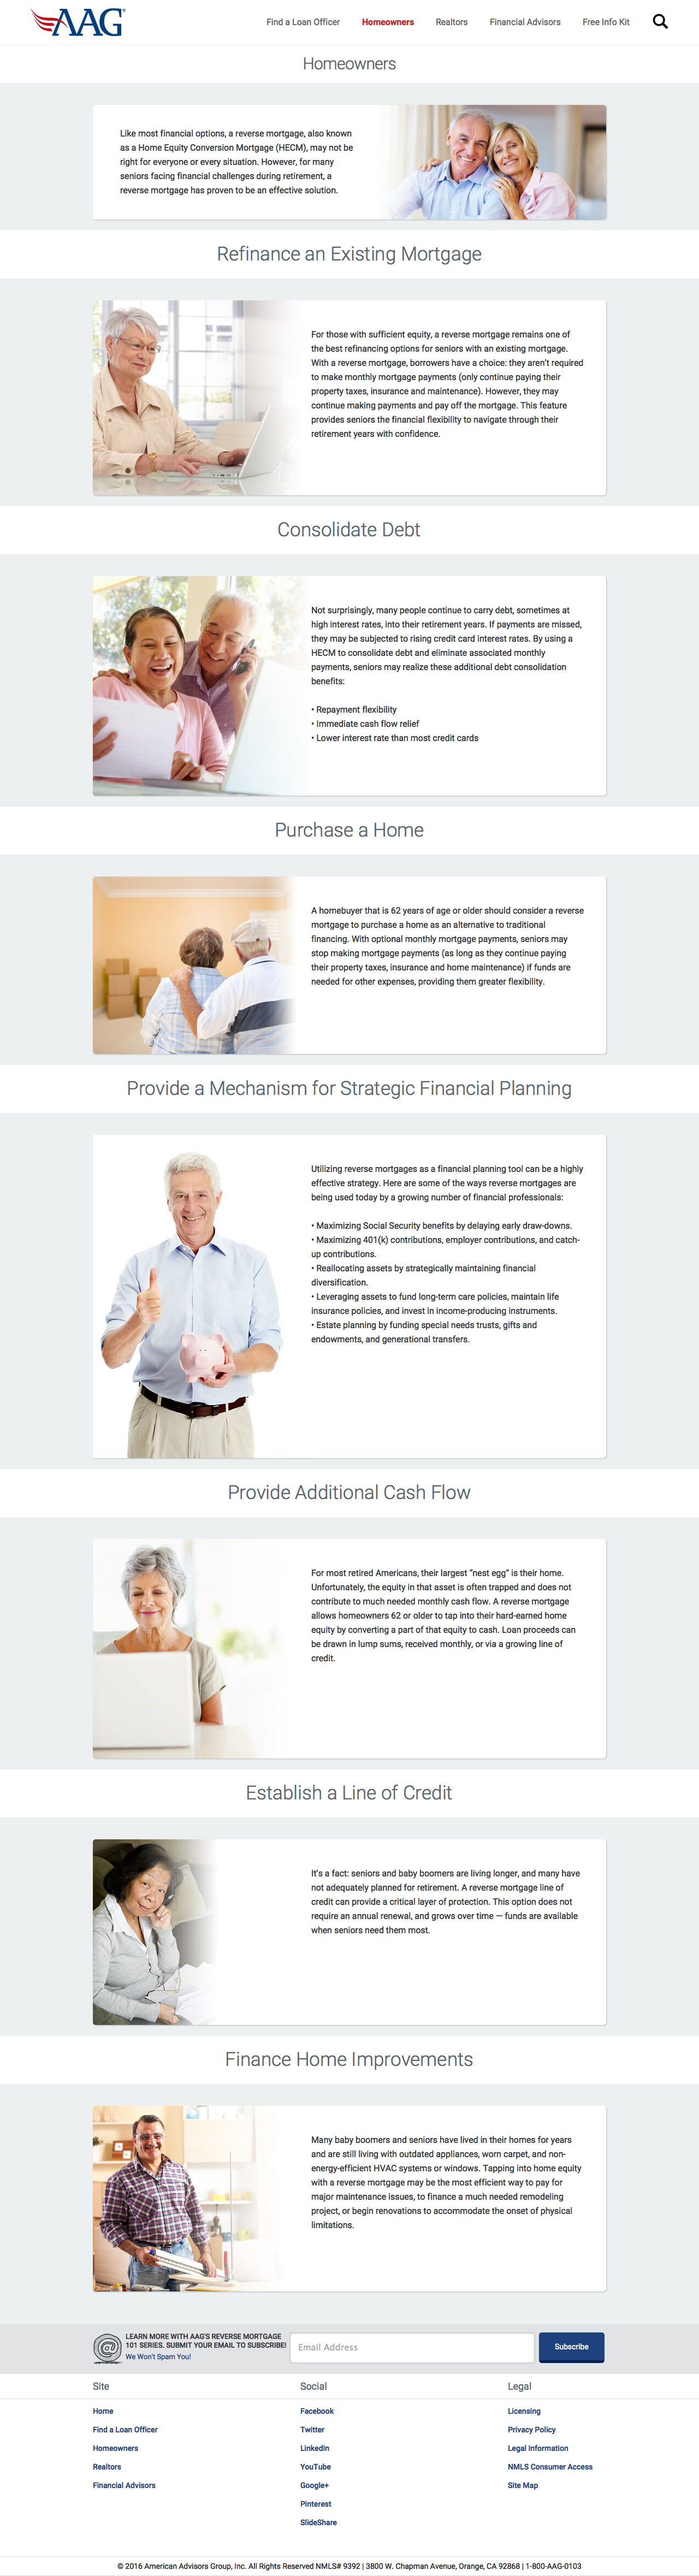 AAG®
Find a Loan Officer Homeowners Realtors Financial Advisors Free Info Kit
Homeowners
Like most financial options, a reverse mortgage, also known
as a Home Equity Conversion Mortgage (HECM), may not be
right for everyone or every situation. However, for many
seniors facing financial challenges during retirement, a
reverse mortgage has proven to be an effective solution.
Refinance an Existing Mortgage
For those with sufficient equity, a reverse mortgage remains one of
the best refinancing options for seniors with an existing mortgage.
With a reverse mortgage, borrowers have a choice: they aren't required
to make monthly mortgage payments (only continue paying their
property taxes, insurance and maintenance). However, they may
continue making payments and pay off the mortgage. This feature
provides seniors the financial flexibility to navigate through their
retirement years with confidence.
Consolidate Debt
Not surprisingly, many people continue to carry debt, sometimes at
high interest rates, into their retirement years. If payments are missed,
they may be subjected to rising credit card interest rates. By using a
HECM to consolidate debt and eliminate associated monthly
payments, seniors may realize these additional debt consolidation
benefits:
• Repayment flexibility
• Immediate cash flow relief
• Lower interest rate than most credit cards
Purchase a Home
A homebuyer that is 62 years of age or older should consider a reverse
mortgage to purchase a home as an alternative to traditional
financing. With optional monthly mortgage payments, seniors may
stop making mortgage payments (as long as they continue paying
their property taxes, insurance and home maintenance) if funds are
needed for other expenses, providing them greater flexibility.
Provide a Mechanism for Strategic Financial Planning
Utilizing reverse mortgages as a financial planning tool can be a highly
effective strategy. Here are some of the ways reverse mortgages are
being used today by a growing number of financial professionals:
• Maximizing Social Security benefits by delaying early draw-downs.
• Maximizing 401(k) contributions, employer contributions, and catch-
up contributions.
• Reallocating assets by strategically maintaining financial
diversification.
• Leveraging assets to fund long-term care policies, maintain life
insurance policies, and invest in income-producing instruments.
• Estate planning by funding special needs trusts, gifts and
endowments, and generational transfers.
Provide Additional Cash Flow
For most retired Americans, their largest "nest egg" is their home.
Unfortunately, the equity in that asset is often trapped and does not
contribute to much needed monthly cash flow. A reverse mortgage
allows homeowners 62 or older to tap into their hard-earned home
equity by converting a part of that equity to cash. Loan proceeds can
be drawn in lump sums, received monthly, or via a growing line of
credit.
Establish a Line of Credit
It's a fact: seniors and baby boomers are living longer, and many have
not adequately planned for retirement. A reverse mortgage line of
credit can provide a critical layer of protection. This option does not
require an annual renewal, and grows over time — funds are available
when seniors need them most.
Finance Home Improvements
Many baby boomers and seniors have lived in their homes for years
and are still living with outdated appliances, worn carpet, and non-
energy-efficient HVAC systems or windows. Tapping into home equity
with a reverse mortgage may be the most efficient way to pay for
major maintenance issues, to finance a much needed remodeling
project, or begin renovations to accommodate the onset of physical
limitations.
@
LEARN MORE WITH AAG'S REVERSE MORTGAGE
101 SERIES. SUBMIT YOUR EMAIL TO SUBSCRIBE!
We Won't Spam You!
Email Address
Subscribe
Site
Home
Find a Loan Officer
Homeowners
Realtors
Financial Advisors
Social
Facebook
Twitter
LinkedIn
YouTube
Google+
Pinterest
SlideShare
Legal
Licensing
Privacy Policy
Legal Information
NMLS Consumer Access
Site Map
© 2016 American Advisors Group, Inc. All Rights Reserved NMLS# 9392 | 3800 W. Chapman Avenue, Orange, CA 92868 | 1-800-AAG-0103